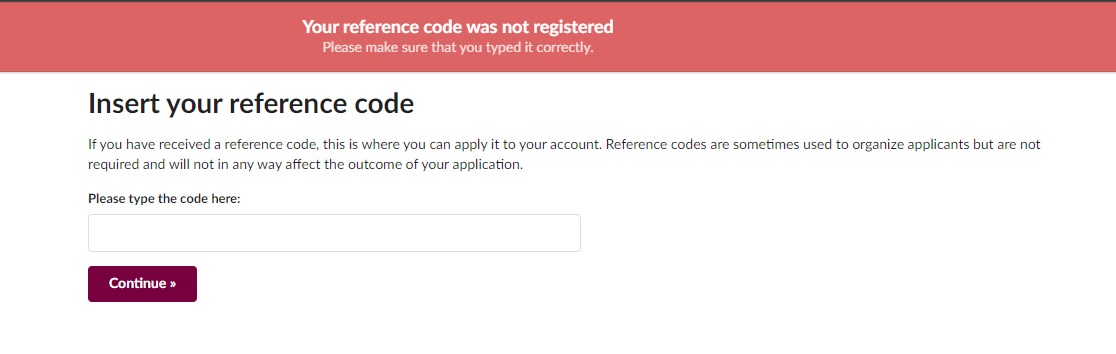 Your reference code was not registered
Please make sure that you typed it correctly.
Insert your reference code
If you have received a reference code, this is where you can apply it to your account. Reference codes are sometimes used to organize applicants but are not
required and will not in any way affect the outcome of your application.
Please type the code here:
Continue »